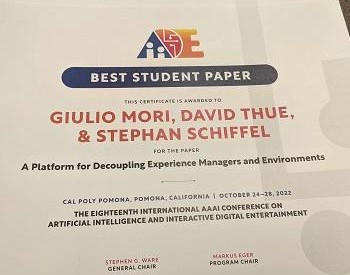 AIIDE
BEST STUDENT PAPER
THIS CERTIFICATE IS AWARDED TO
GIULIO MORI, DAVID THUE,
& STEPHAN SCHIFFEL
FOR THE PAPER
A Platform for Decoupling Experience Managers and Environments
CAL POLY POMONA, POMONA, CALIFORNIA | OCTOBER 24–28, 2022
THE EIGHTEENTH INTERNATIONAL AAAI CONFERENCE ON
ARTIFICIAL INTELLIGENCE AND INTERACTIVE DIGITAL ENTERTAINMENT
STEPHEN G. WARE MARKUS EGER
GENERAL CHAIR PROGRAM CHAIR